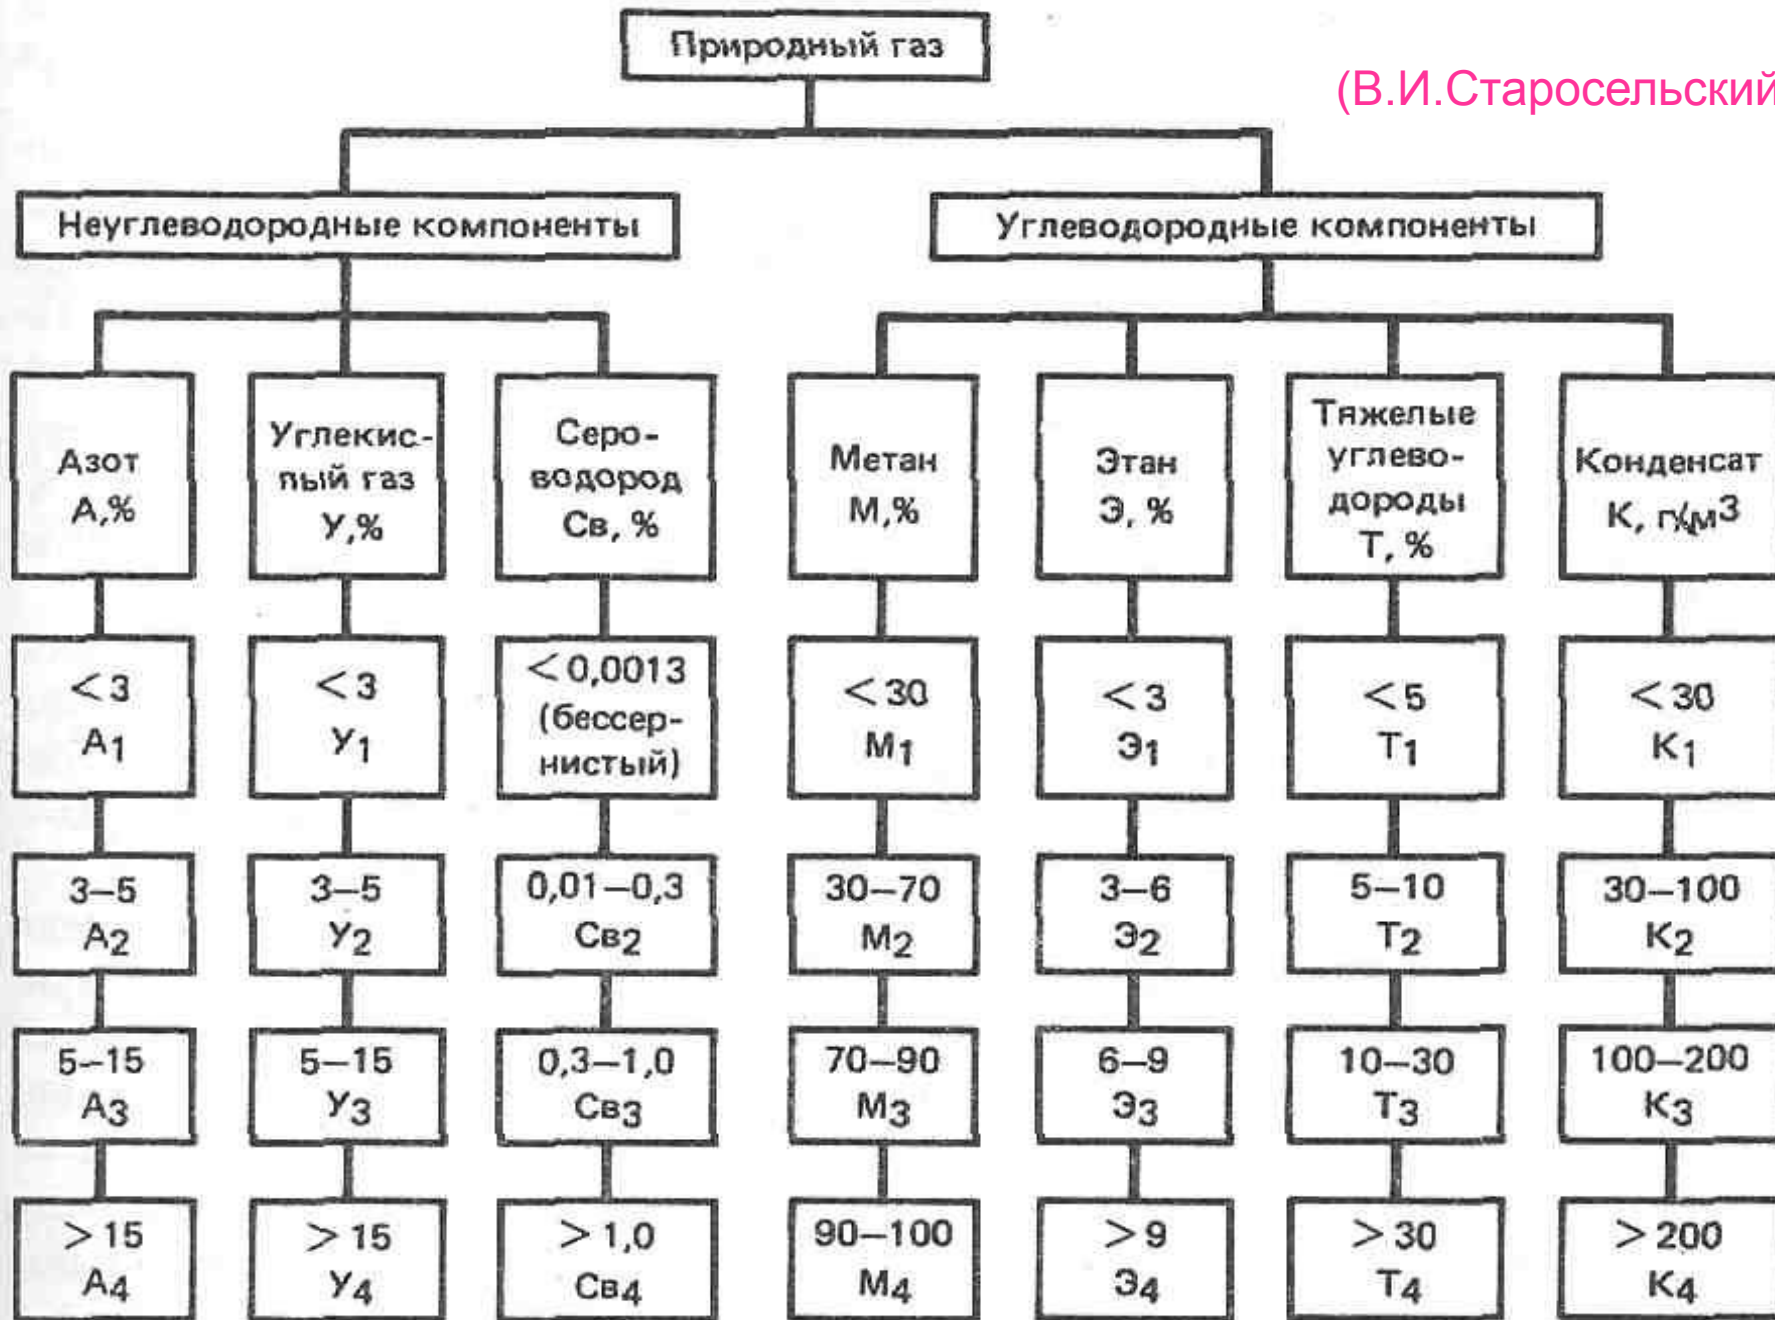 Природный газ
(В.И.Старосельский
Неуглеводородные компоненты
Углеводородные компоненты
Азот
А,%
Углекис-
лый газ
У,%
Серо-
водород
Св, %
Метан
М,%
Этан
Э, %
Тяжелые
углево-
дороды
Т, %
Конденсат
К, г/м3
<3
А1
<3
У1
<0,0013
(бессер-
нистый)
<30
М1
<3
Э1
<5
Т1
<30
К1
3–5
А2
3–5
У2
0,01–0,3
Св2
30–70
М2
3–6
Э2
5–10
Т2
30–100
К2
5–15
А3
5–15
У3
0,3–1,0
Св3
70–90
М3
6–9
Э3
10–30
Т3
100–200
К3
>15
А4
>15
У4
>1,0
Св4
90–100
М4
>9
Э4
>30
Т4
>200
К4